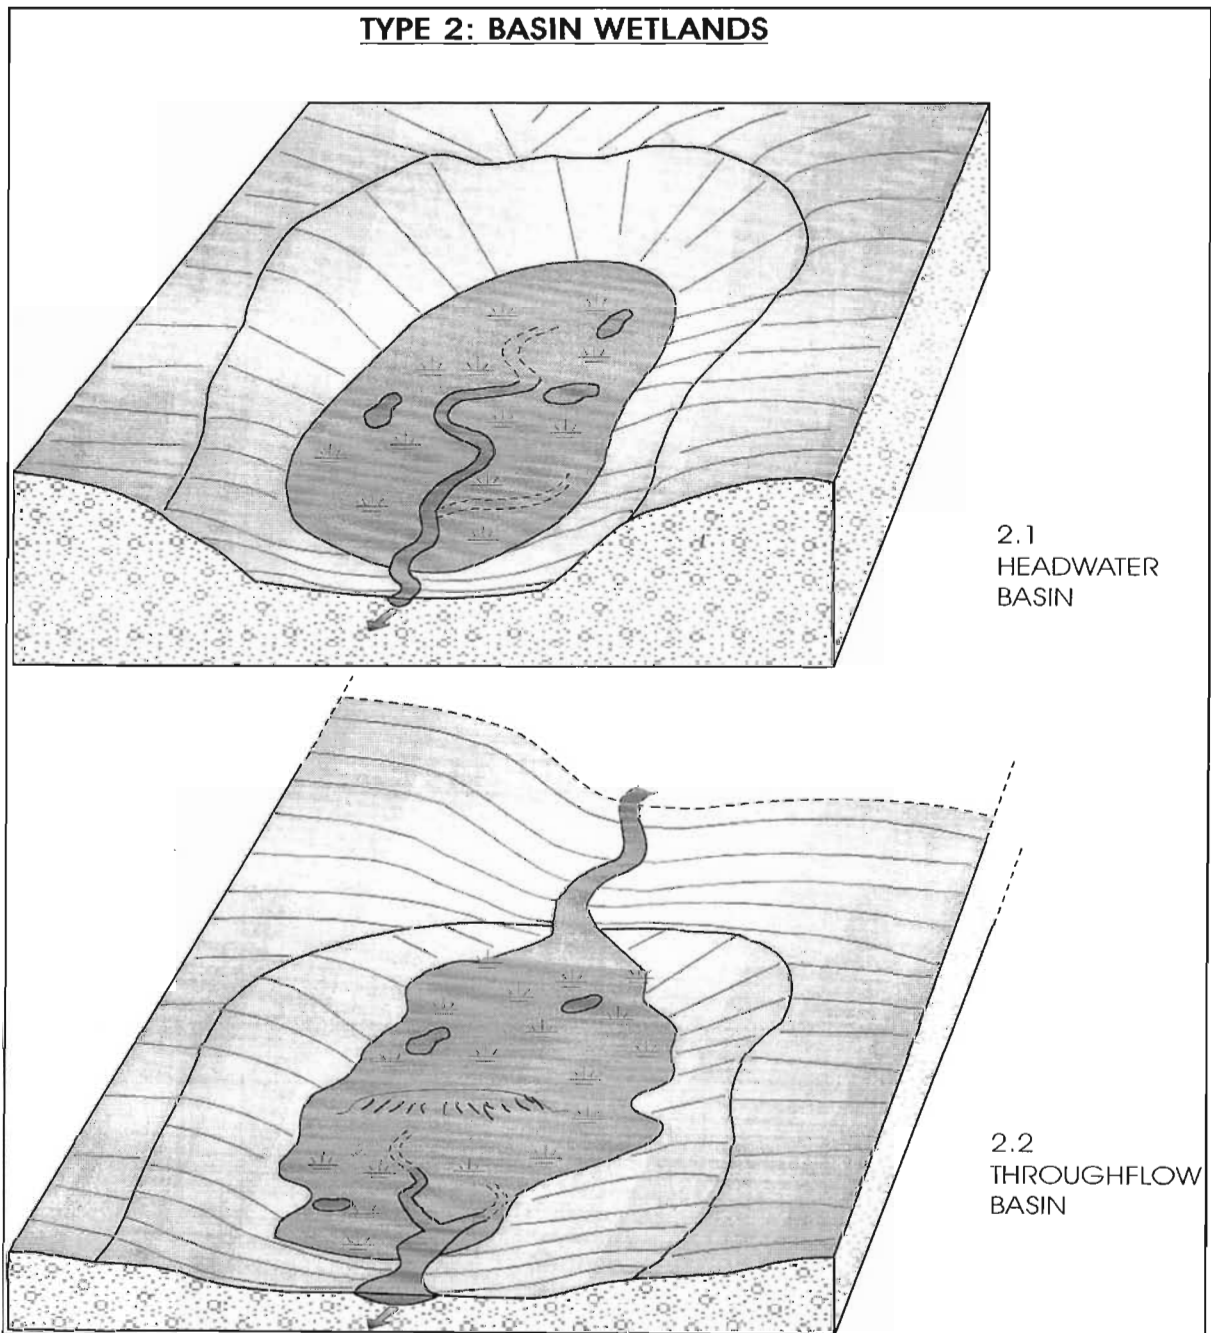 TYPE 2: BASIN WETLANDS
2.1
HEADWATER
BASIN
2.2
THROUGHFLOW
BASIN